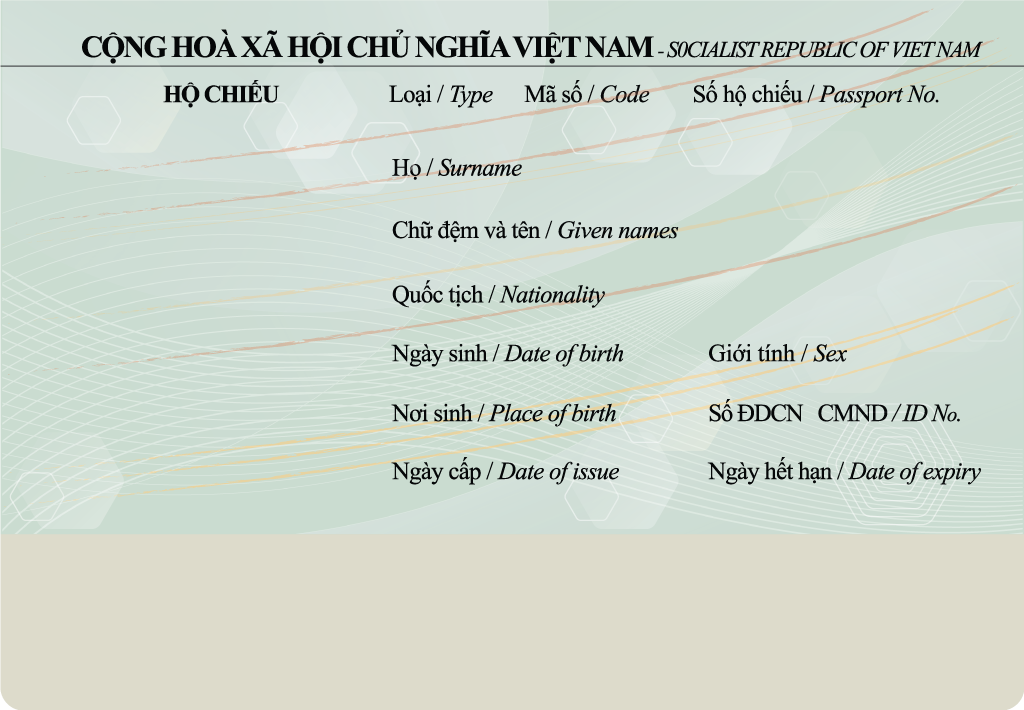 CỘNG HOÀ XÃ HỘI CHỦ NGHĨA VIỆT NAM - S0CIALIST REPUBLIC OF VIET NAM
HỘ CHIẾU Loại / Type Mã số / Code Số hộ chiếu / Passport No.
Họ / Surname
Chữ đệm và tên / Given names
Quốc tịch / Nationality
Ngày sinh / Date of birth Giới tính / Sex
Nơi sinh / Place of birth Số ĐDCN CMND / ID No.
Ngày cấp / Date of issue Ngày hết hạn / Date of expiry